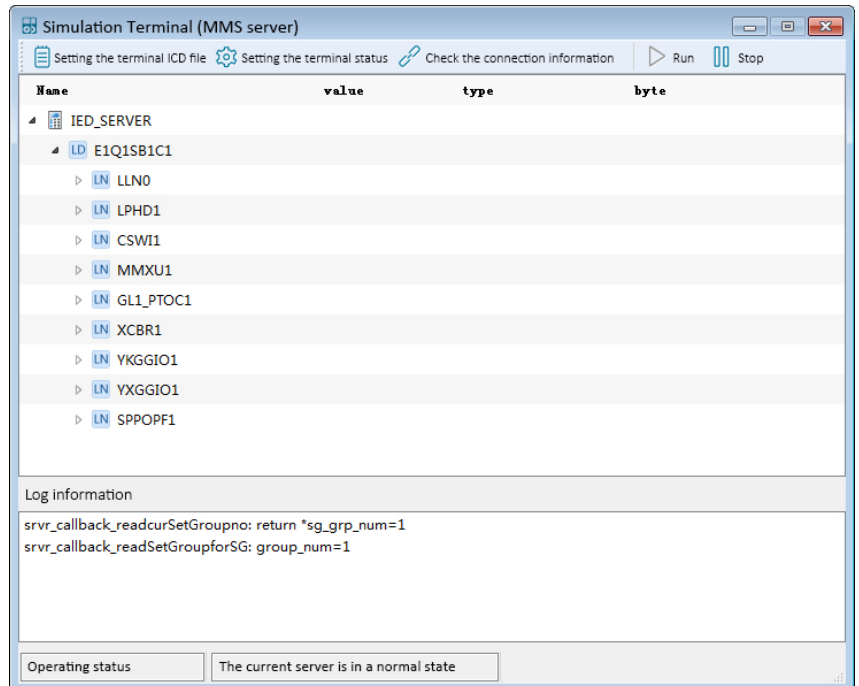 Simulation Terminal (MMS server)
Setting the terminal ICD file Setting the terminal status Check the connection information Run Stop
Name value type byte
IED_SERVER
LD E1Q1SB1C1
LN LLN0
LN LPHD1
LN CSWI1
LN MMXU1
LN GL1_PTOC1
LN XCBR1
LN YKGGIO1
LN YXGGIO1
LN SPPOPF1
Log information
srvr_callback_readcurSetGroupno: return *sg_grp_num=1
srvr_callback_readSetGroupforSG: group_num=1
Operating status The current server is in a normal state